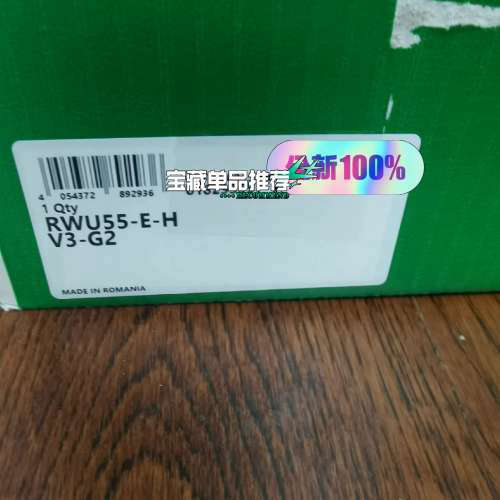 全新100%
宝藏单品推荐
4 054372 892936
1 Qty
RWU55-E-H
V3-G2
MADE IN ROMANIA